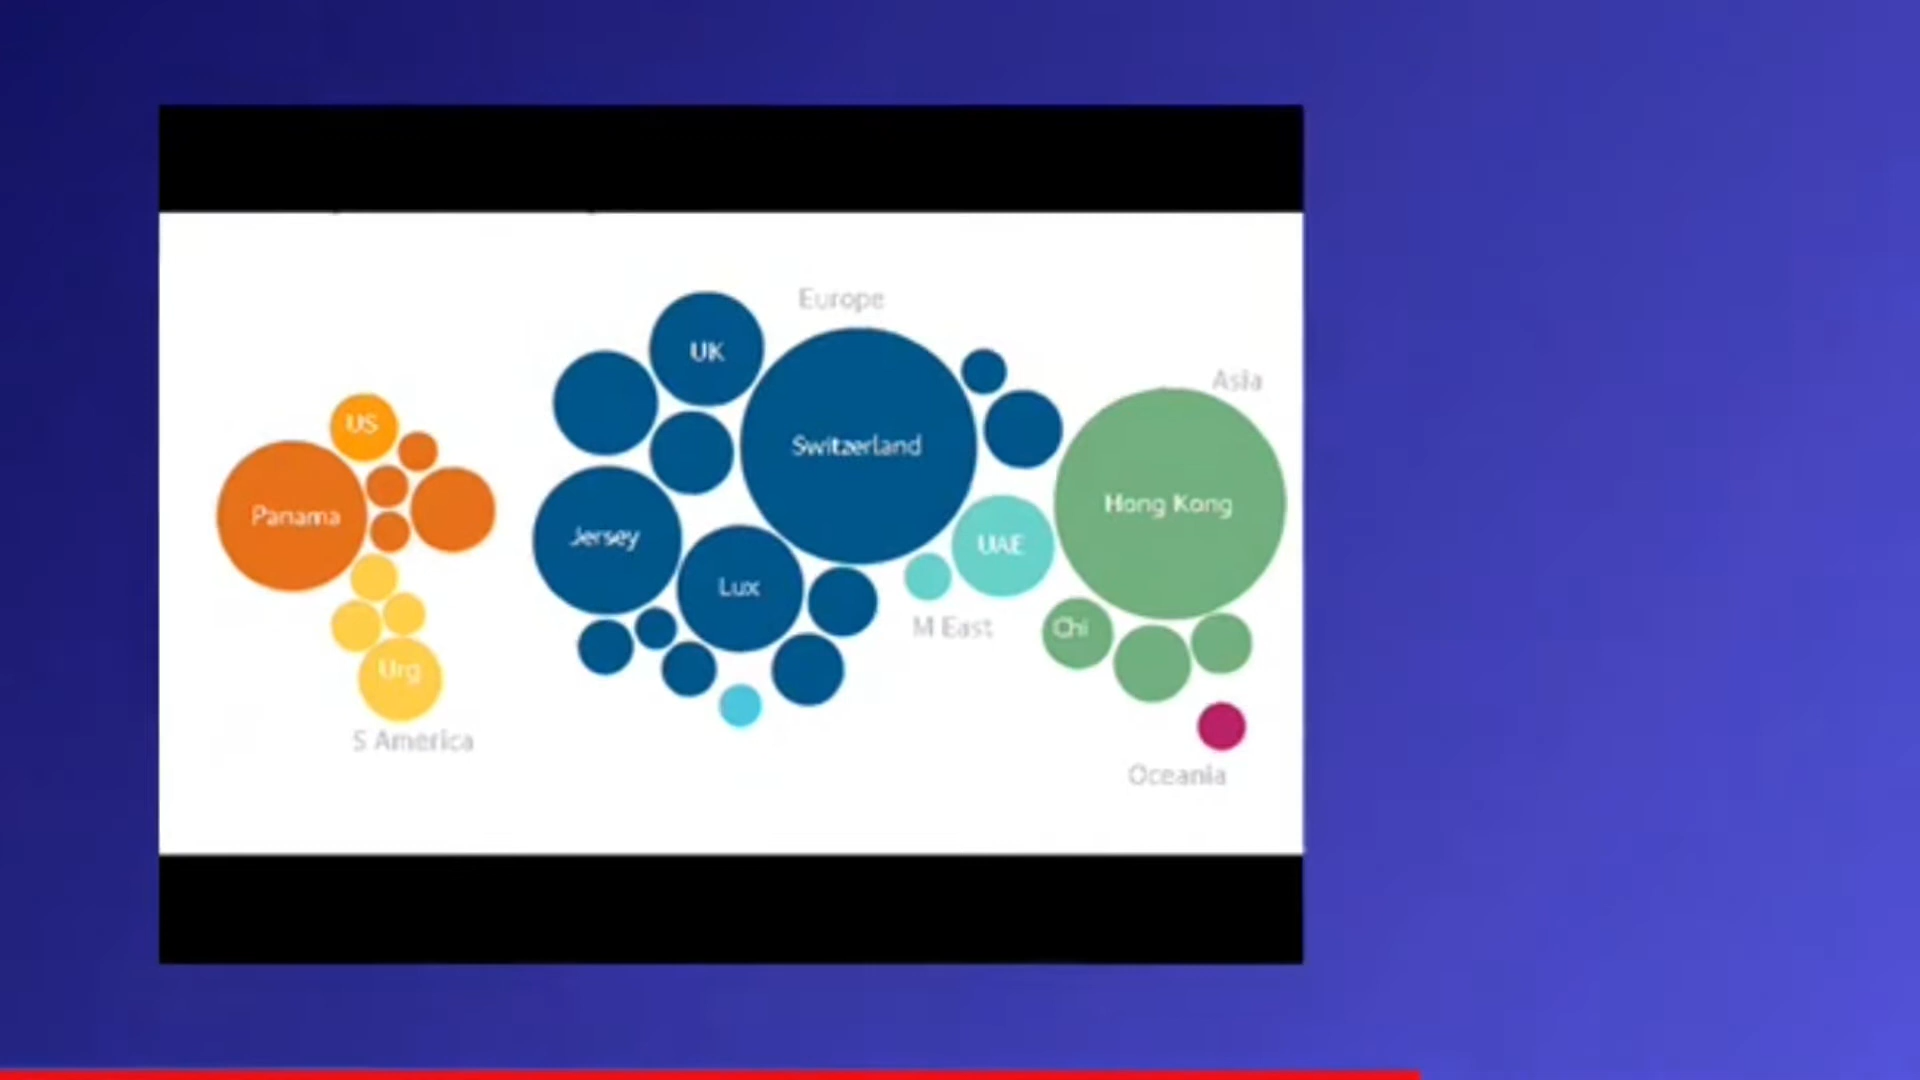 Europe
UK
Asia
US
Switzerland
Hong Kong
Panama
Jersey
UAE
Lux
M East
Chi
Urg
S America
Oceania